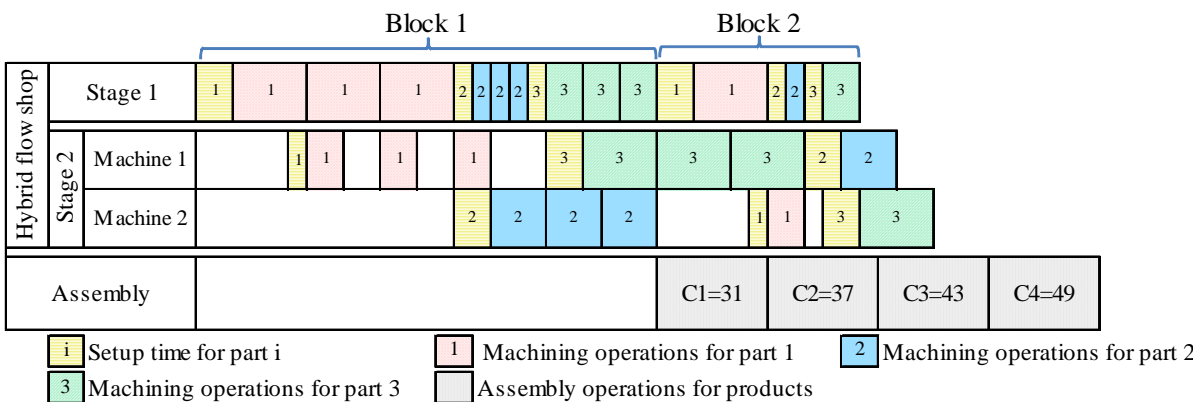 Block 1 Block 2
Hybrid flow shop
Stage 1 1 1 1 1 2 2 2 2 3 3 3 3 1 1 2 2 3 3
Stage 2
Machine 1 1 1 1 1 3 3 3 3 2 2
Machine 2 2 2 2 2 1 1 3 3
Assembly C1=31 C2=37 C3=43 C4=49
i Setup time for part i 1 Machining operations for part 1 2 Machining operations for part 2
3 Machining operations for part 3 Assembly operations for products